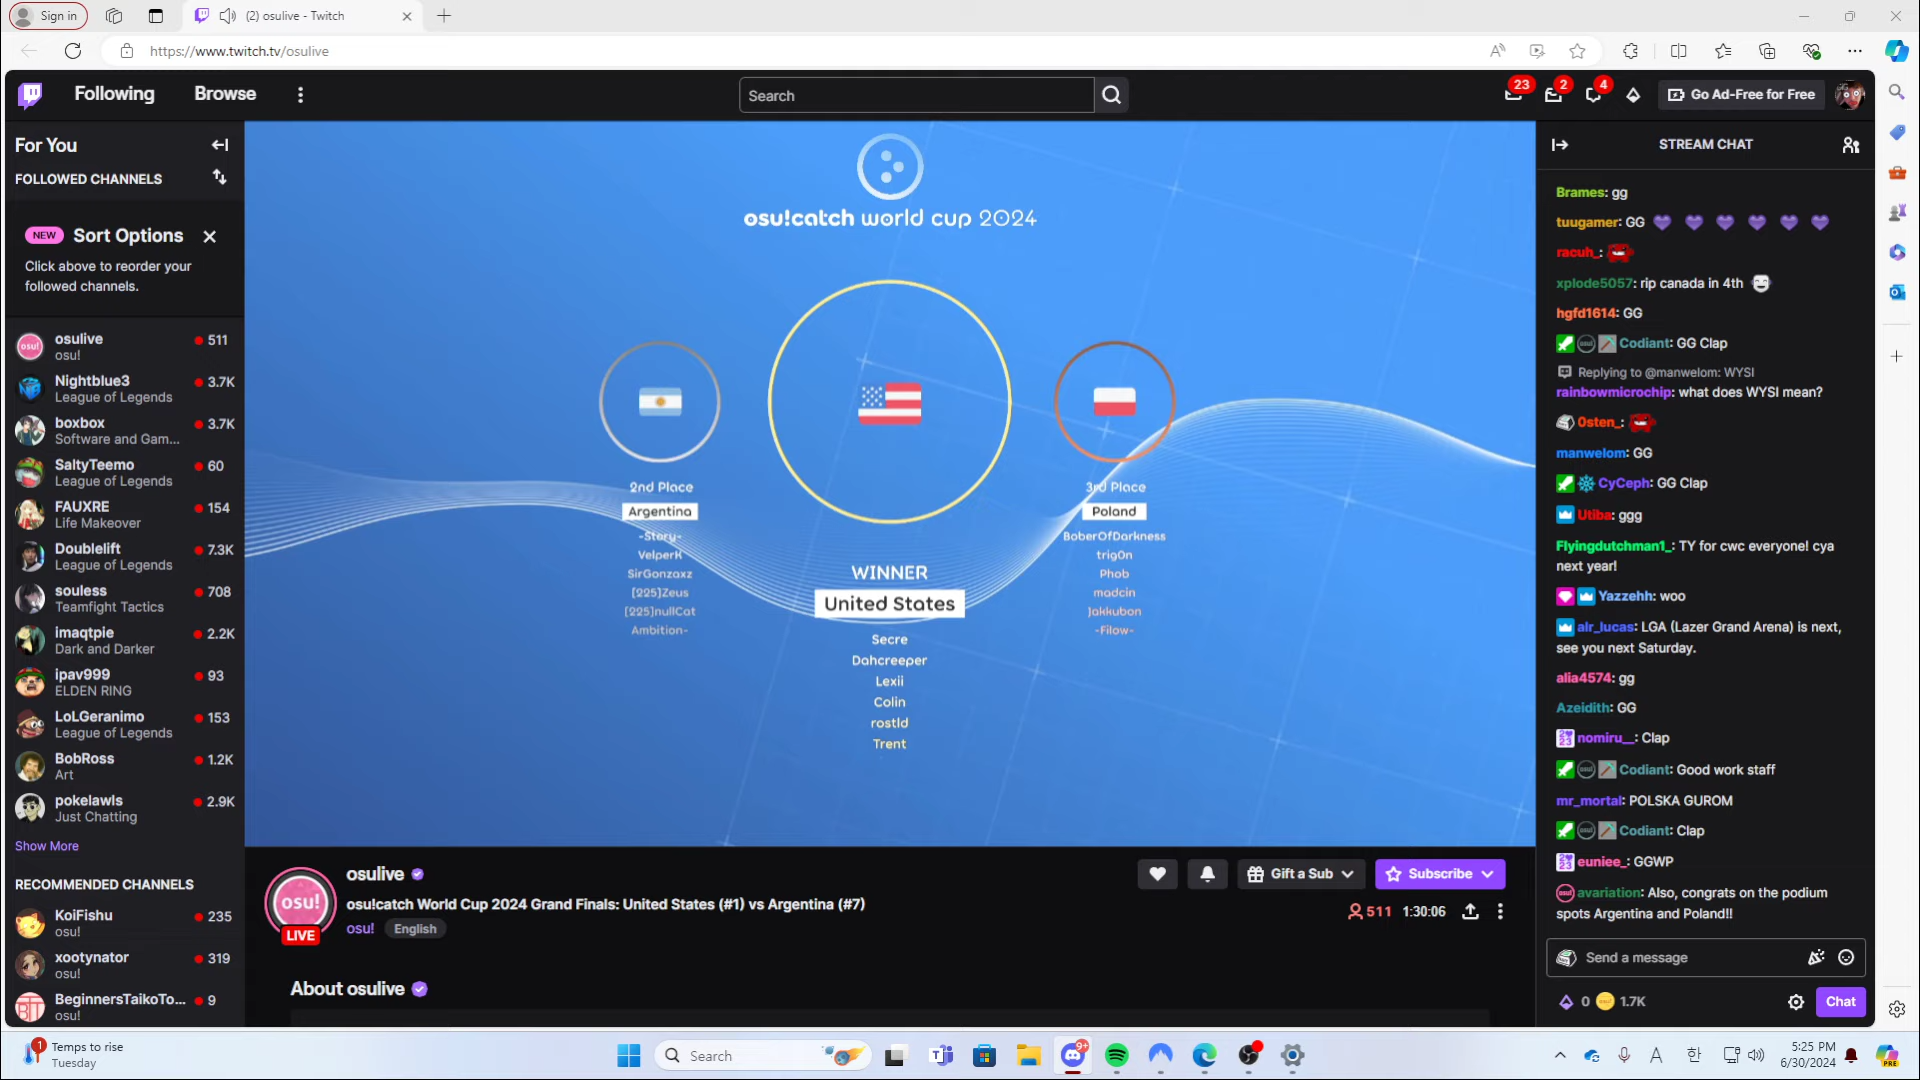 Sign in
(2) osulive - Twitch
https://www.twitch.tv/osulive
Following
Browse
Search
23
2
4
Go Ad-Free for Free
For You
FOLLOWED CHANNELS
NEW Sort Options
Click above to reorder your
followed channels.
osulive 511
osu!
Nightblue3 3.7K
League of Legends
boxbox 3.7K
Software and Gam...
SaltyTeemo 60
League of Legends
FAUXRE 154
Life Makeover
Doublelift 7.3K
League of Legends
souless 708
Teamfight Tactics
imaqtpie 2.2K
Dark and Darker
ipav999 93
ELDEN RING
LoLGeranimo 153
League of Legends
BobRoss 1.2K
Art
pokelawls 2.9K
Just Chatting
Show More
RECOMMENDED CHANNELS
KoiFishu 235
osu!
xootynator 319
osu!
BeginnersTaikoTo... 9
osu!
osu!catch world cup 2024
2nd Place
Argentina
-Story-
VelperK
SirGonzaxz
[225]Zeus
[225]nullCat
Ambition-
WINNER
United States
Secre
Dahcreeper
Lexii
Colin
rostld
Trent
3rd Place
Poland
BoberOfDarkness
trig0n
Phob
madcin
Jakkubon
-Filow-
osu!
LIVE
osulive
osu!catch World Cup 2024 Grand Finals: United States (#1) vs Argentina (#7)
osu! English
Gift a Sub
Subscribe
511 1:30:06
About osulive
STREAM CHAT
Brames: gg
tuugamer: GG
racuh_:
xplode5057: rip canada in 4th
hgfd1614: GG
Codiant: GG Clap
Replying to @manwelom: WYSI
rainbowmicrochip: what does WYSI mean?
0sten_:
manwelom: GG
CyCeph: GG Clap
Utiba: ggg
Flyingdutchman1_: TY for cwc everyone! cya
next year!
Yazzehh: woo
alr_lucas: LGA (Lazer Grand Arena) is next,
see you next Saturday.
alia4574: gg
Azeidith: GG
nomiru__: Clap
Codiant: Good work staff
mr_mortal: POLSKA GUROM
Codiant: Clap
euniee_: GGWP
avariation: Also, congrats on the podium
spots Argentina and Poland!!
Send a message
0 1.7K
Chat
1
Temps to rise
Tuesday
Search
9+
A
한
5:25 PM
6/30/2024
PRE